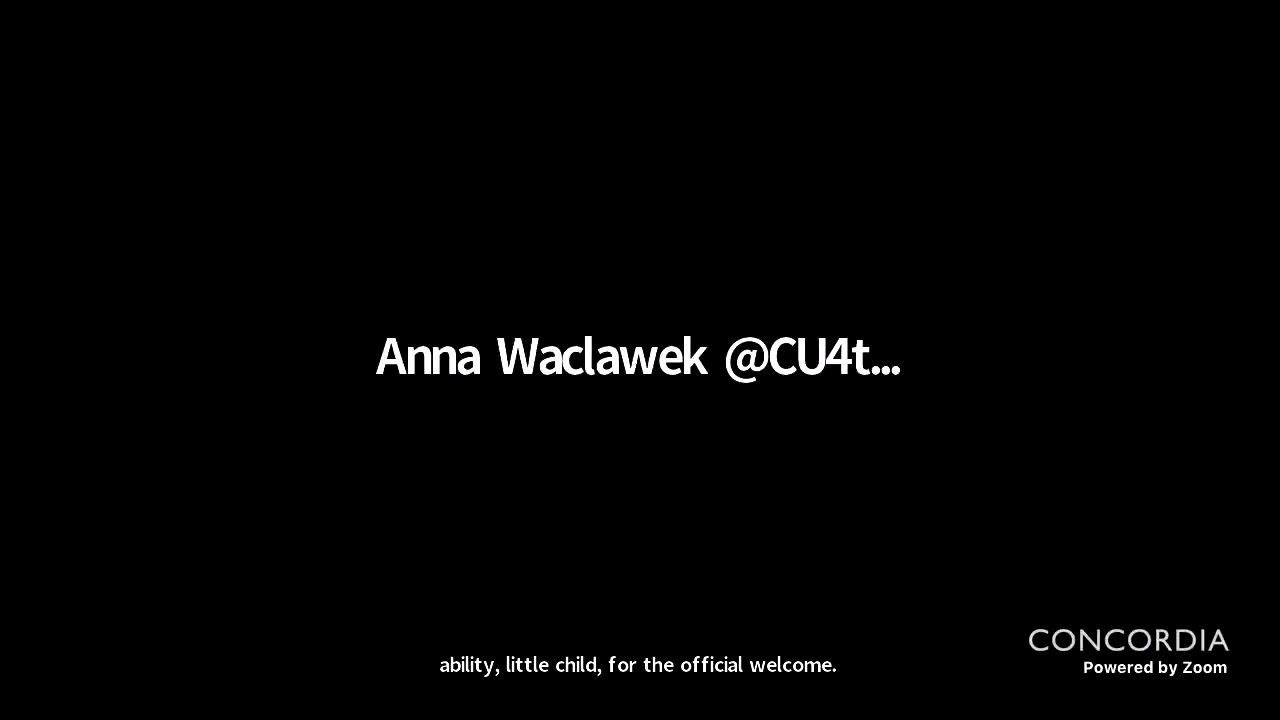 Anna Waclawek @CU4t...
CONCORDIA
ability, little child, for the official welcome.
Powered by Zoom